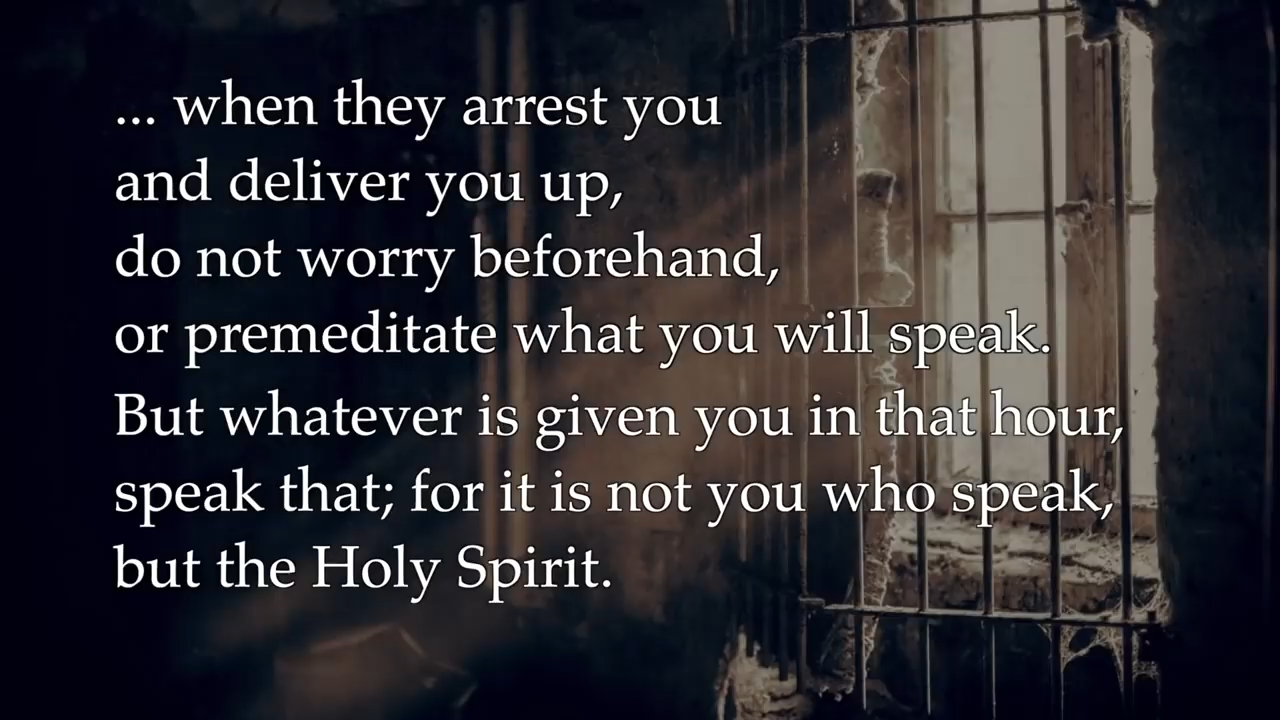 ... when they arrest you
and deliver you up,
do not worry beforehand,
or premeditate what you will speak.
But whatever is given you in that hour,
speak that; for it is not you who speak,
but the Holy Spirit.